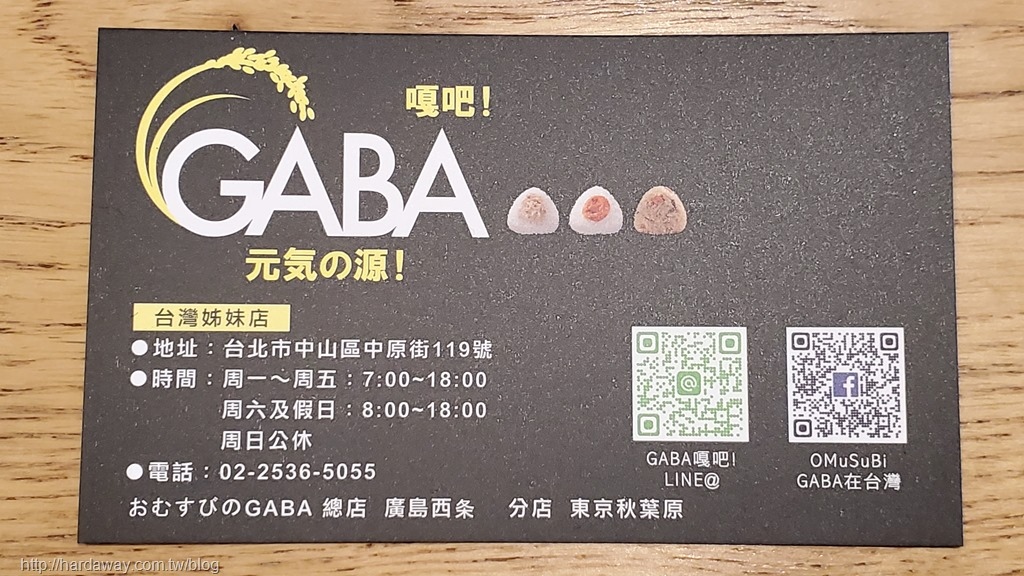 嘎吧!
GABA
元気の源!
台灣姊妹店
●地址：台北市中山區中原街119號
●時間：周一～周五：7:00~18:00
周六及假日：8:00~18:00
周日公休
●電話：02-2536-5055
おむすびのGABA 總店 廣島西条 分店 東京秋葉原
GABA嘎吧!
LINE@
OMuSuBi
GABA在台灣
http://hardaway.com.tw/blog